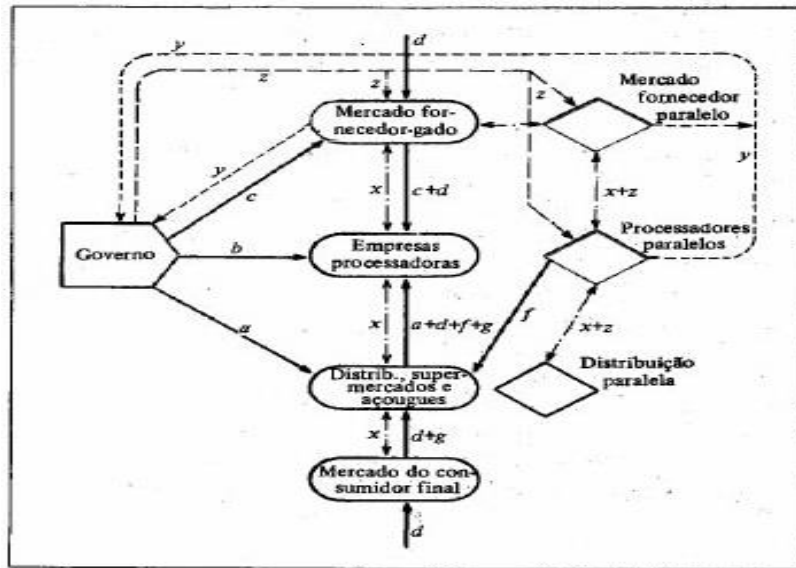 y
d
z
z
z
Mercado
fornecedor
paralelo
Mercado for-
necedor-gado
y
y
c
x
c+d
x+z
Governo
b
Empresas
processadoras
Processadores
paralelos
a
x
a+d+f+g
f
x+z
Distrib., super-
mercados e
açougues
Distribuição
paralela
x
d+g
Mercado do con-
sumidor final
d